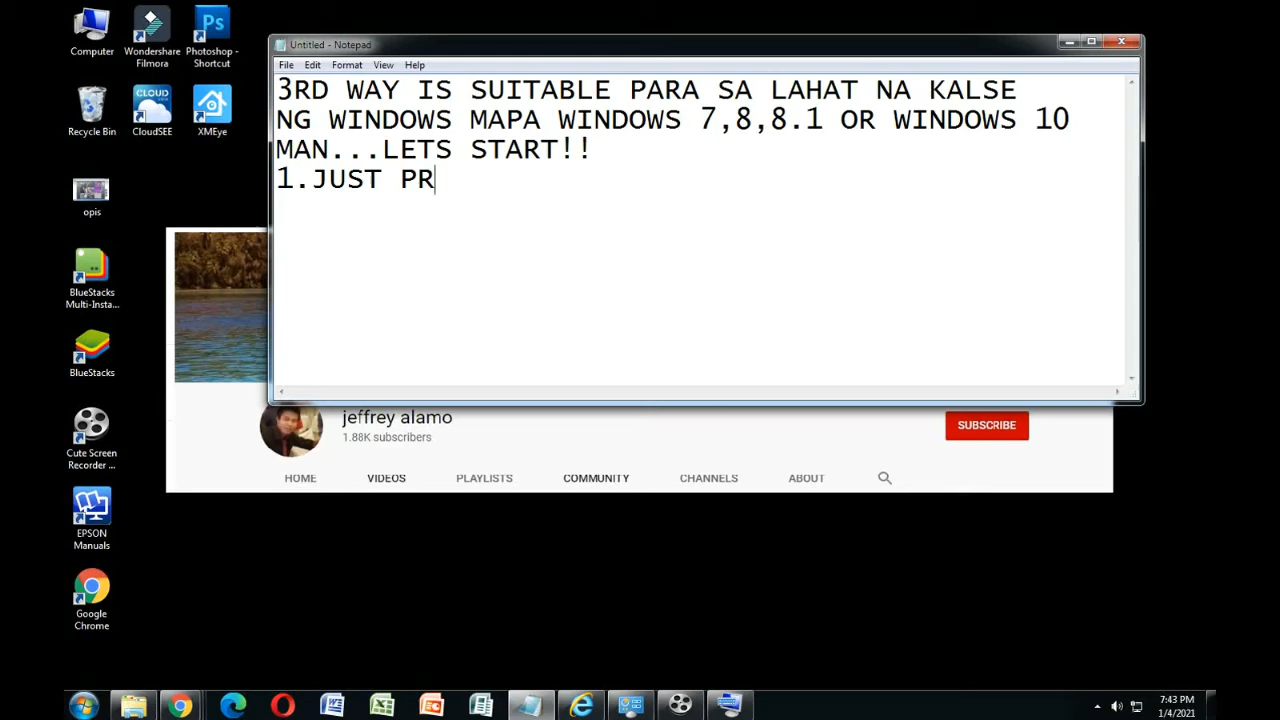 Computer
Wondershare
Filmora
Photoshop -
Shortcut
Ps
Recycle Bin
CLOUD
SEE
CloudSEE
XMEye
opis
BlueStacks
Multi-Insta...
BlueStacks
Cute Screen
Recorder ...
EPSON
Manuals
Google
Chrome
Untitled - Notepad
File Edit Format View Help
3RD WAY IS SUITABLE PARA SA LAHAT NA KALSE
NG WINDOWS MAPA WINDOWS 7,8,8.1 OR WINDOWS 10
MAN...LETS START!!
1.JUST PR
jeffrey alamo
1.88K subscribers
SUBSCRIBE
HOME VIDEOS PLAYLISTS COMMUNITY CHANNELS ABOUT
7:43 PM
1/4/2021